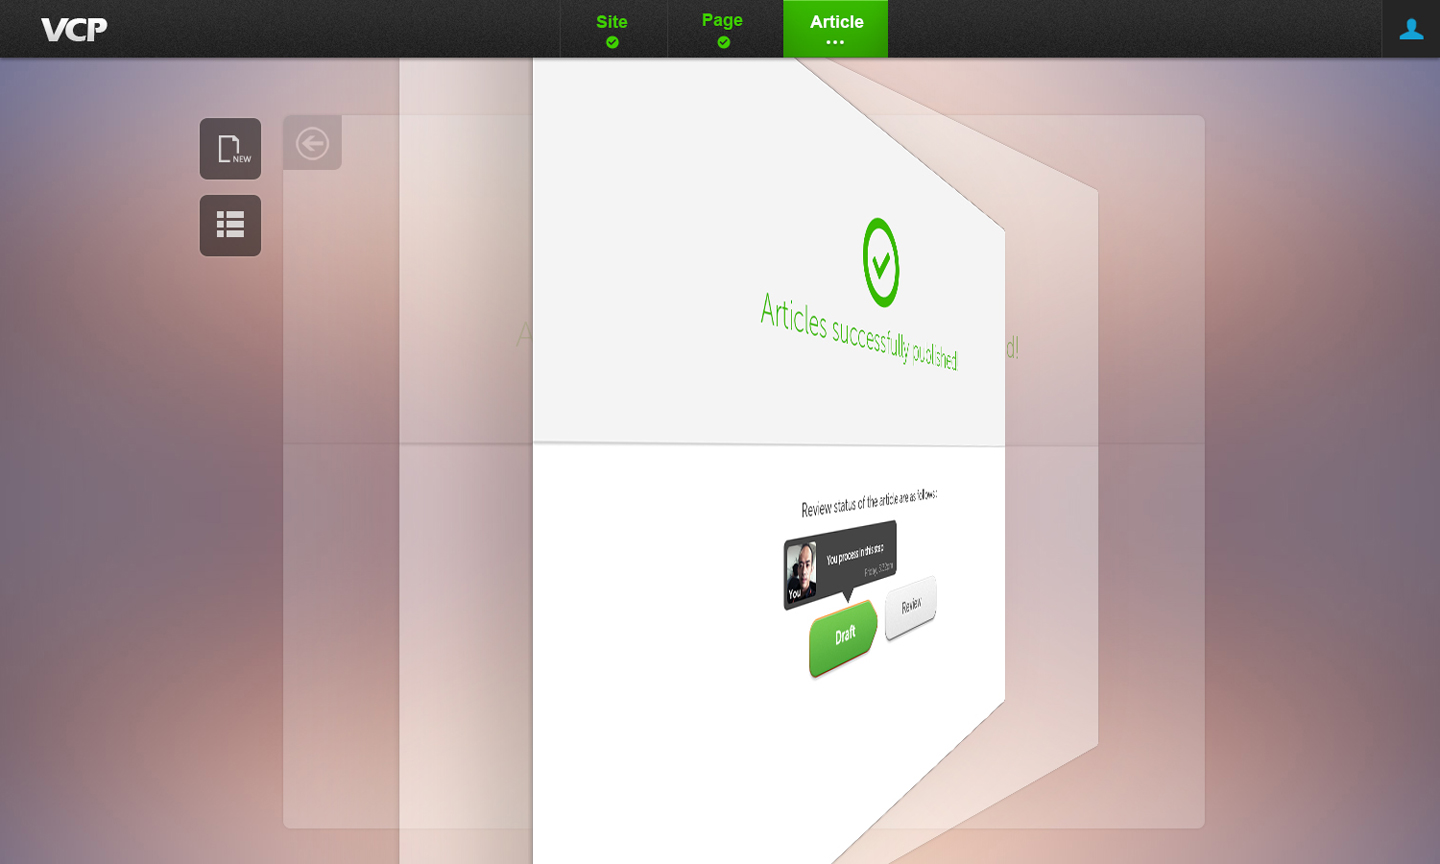 VCP
Site
Page
Article
NEW
Articles successfully published!
d!
Review status of the article are as follows:
You process in this step
You
Draft
Review